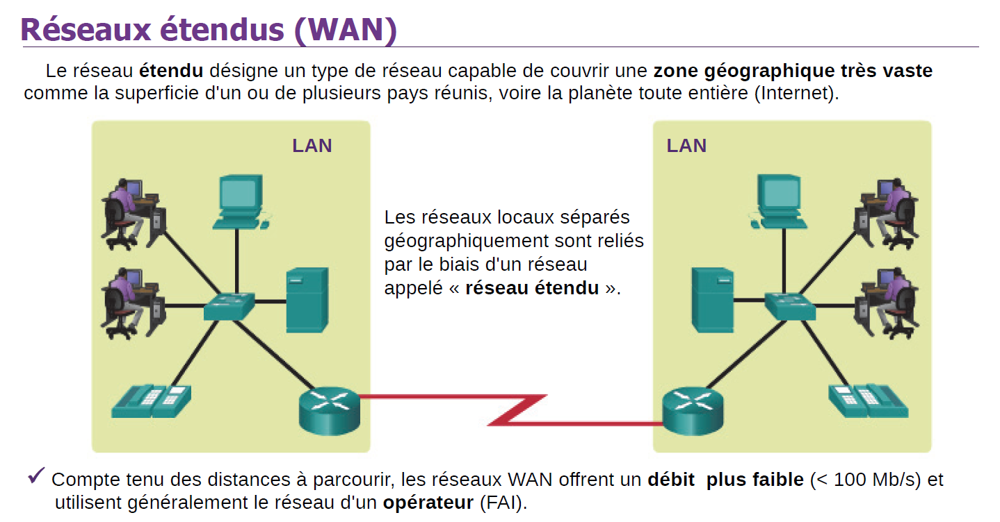 Réseaux étendus (WAN)
Le réseau étendu désigne un type de réseau capable de couvrir une zone géographique très vaste
comme la superficie d'un ou de plusieurs pays réunis, voire la planète toute entière (Internet).
LAN
LAN
Les réseaux locaux séparés
géographiquement sont reliés
par le biais d'un réseau
appelé « réseau étendu ».
✓ Compte tenu des distances à parcourir, les réseaux WAN offrent un débit plus faible (< 100 Mb/s) et
utilisent généralement le réseau d'un opérateur (FAI).